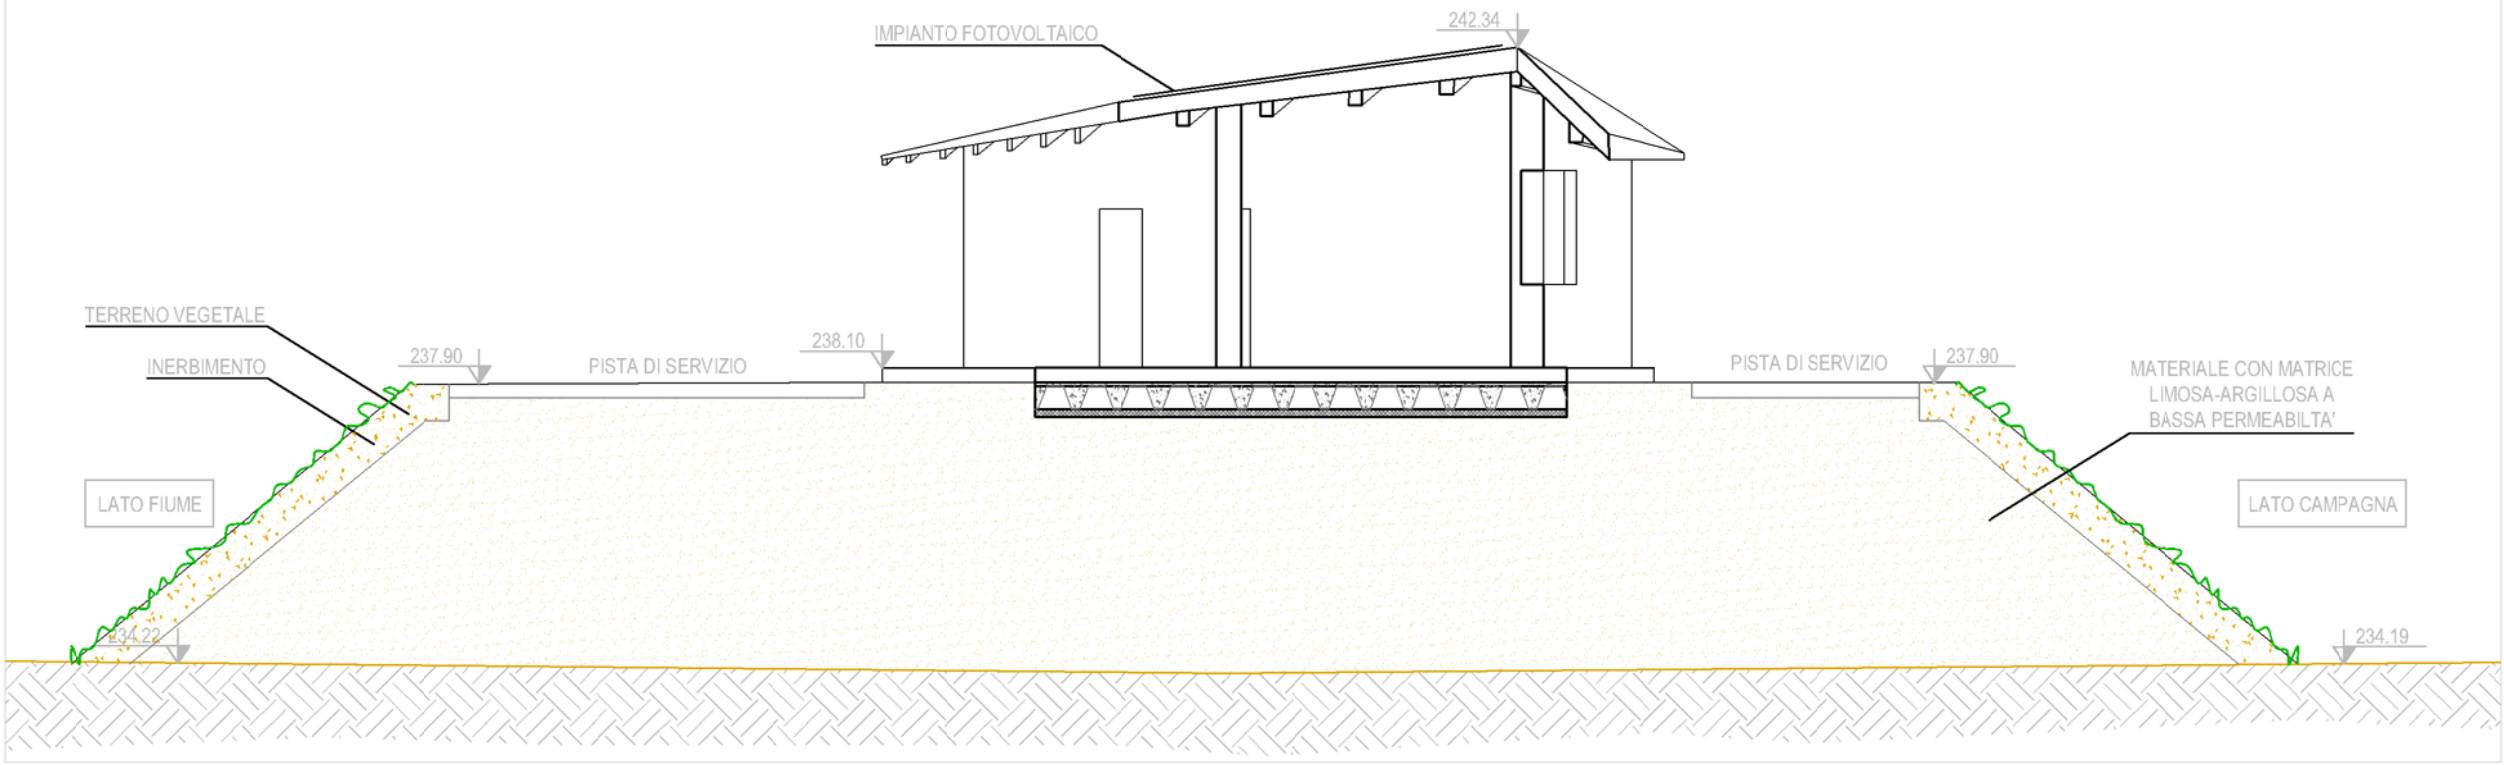 IMPIANTO FOTOVOLTAICO
242.34
TERRENO VEGETALE
INERBIMENTO
237.90
PISTA DI SERVIZIO
238.10
PISTA DI SERVIZIO
237.90
MATERIALE CON MATRICE
LIMOSA-ARGILLOSA A
BASSA PERMEABILTA'
LATO FIUME
LATO CAMPAGNA
234.22
234.19